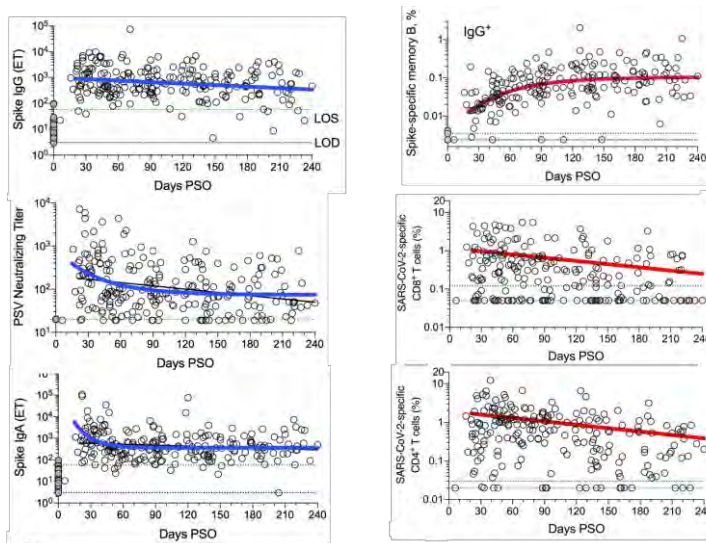 Spike IgG (ET)
10⁵
10⁴
10³
10²
10¹
10⁰
LOS
LOD
0 30 60 90 120 150 180 210 240
Days PSO
PSV Neutralizing Titer
10⁴
10³
10²
10¹
0 30 60 90 120 150 180 210 240
Days PSO
Spike IgA (ET)
10⁵
10⁴
10³
10²
10¹
10⁰
0 30 60 90 120 150 180 210 240
Days PSO
Spike-specific memory B, %
IgG⁺
1
0.1
0.01
0 30 60 90 120 150 180 210 240
Days PSO
SARS-CoV-2-specific
CD8⁺ T cells (%)
10
1
0.1
0.01
0 30 60 90 120 150 180 210 240
Days PSO
SARS-CoV-2-specific
CD4⁺ T cells (%)
10
1
0.1
0.01
0 30 60 90 120 150 180 210 240
Days PSO